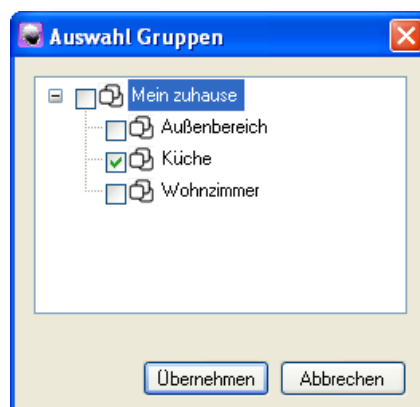 Auswahl Gruppen
Mein zuhause
Außenbereich
Küche
Wohnzimmer
Übernehmen Abbrechen